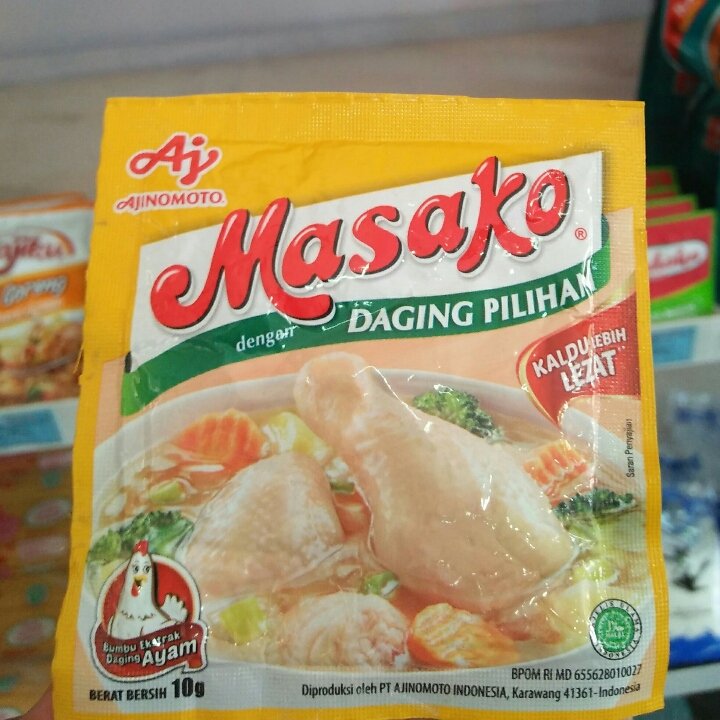 Aj
AJINOMOTO
Masako®
dengan DAGING PILIHAN
KALDU LEBIH
LEZAT
Saran Penyajian
Goreng
Bumbu Ekstrak
Daging Ayam
BERAT BERSIH 10g
BPOM RI MD 655628010027
Diproduksi oleh PT AJINOMOTO INDONESIA, Karawang 41361-Indonesia